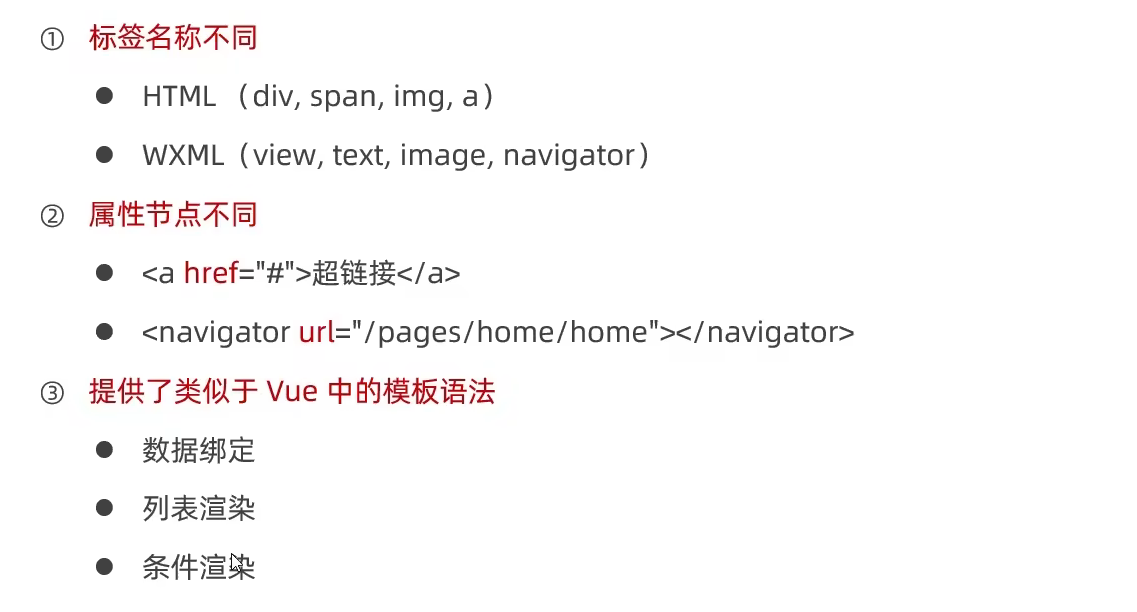 ① 标签名称不同
● HTML （div, span, img, a）
● WXML（view, text, image, navigator）
② 属性节点不同
● <a href="#">超链接</a>
● <navigator url="/pages/home/home"></navigator>
③ 提供了类似于 Vue 中的模板语法
● 数据绑定
● 列表渲染
● 条件渲染